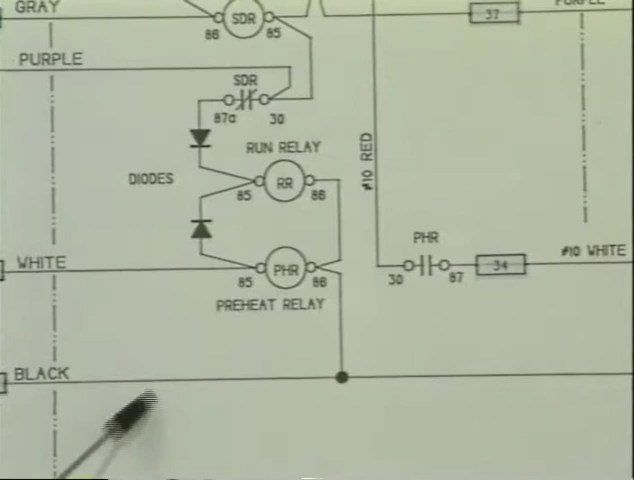 GRAY
SDR
86
85
37
PURPLE
PURPLE
SDR
87a
30
RUN RELAY
DIODES
RR
85
86
#10 RED
PHR
WHITE
PHR
85
86
PREHEAT RELAY
30
87
34
#10 WHITE
BLACK